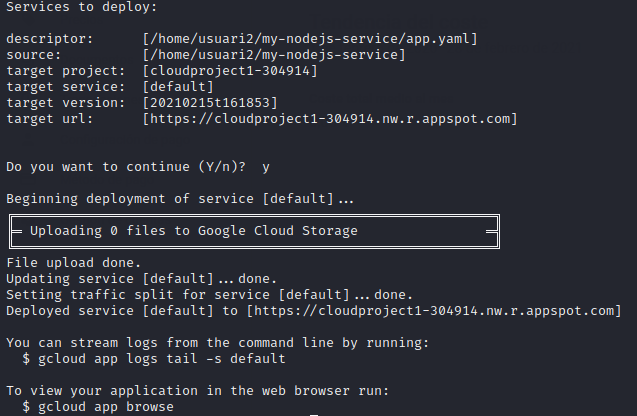 Services to deploy:
descriptor:      [/home/usuari2/my-nodejs-service/app.yaml]
source:          [/home/usuari2/my-nodejs-service]
target project:  [cloudproject1-304914]
target service:  [default]
target version:  [20210215t161853]
target url:      [https://cloudproject1-304914.nw.r.appspot.com]
Do you want to continue (Y/n)?  y
Beginning deployment of service [default]...
Uploading 0 files to Google Cloud Storage
File upload done.
Updating service [default]...done.
Setting traffic split for service [default]...done.
Deployed service [default] to [https://cloudproject1-304914.nw.r.appspot.com]
You can stream logs from the command line by running:
  $ gcloud app logs tail -s default
To view your application in the web browser run:
  $ gcloud app browse